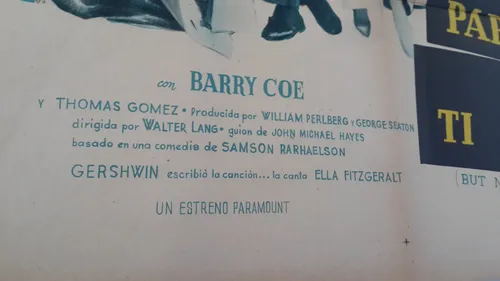 PÁ
con BARRY COE
Y THOMAS GOMEZ • Producida por WILLIAM PERLBERG Y GEORGE SEATON
dirigida por WALTER LANG • guion de JOHN MICHAEL HAYES
basado en una comedia de SAMSON RARHAELSON
TI
GERSHWIN escribió la canción... la canta ELLA FITZGERALT
(BUT
UN ESTRENO PARAMOUNT